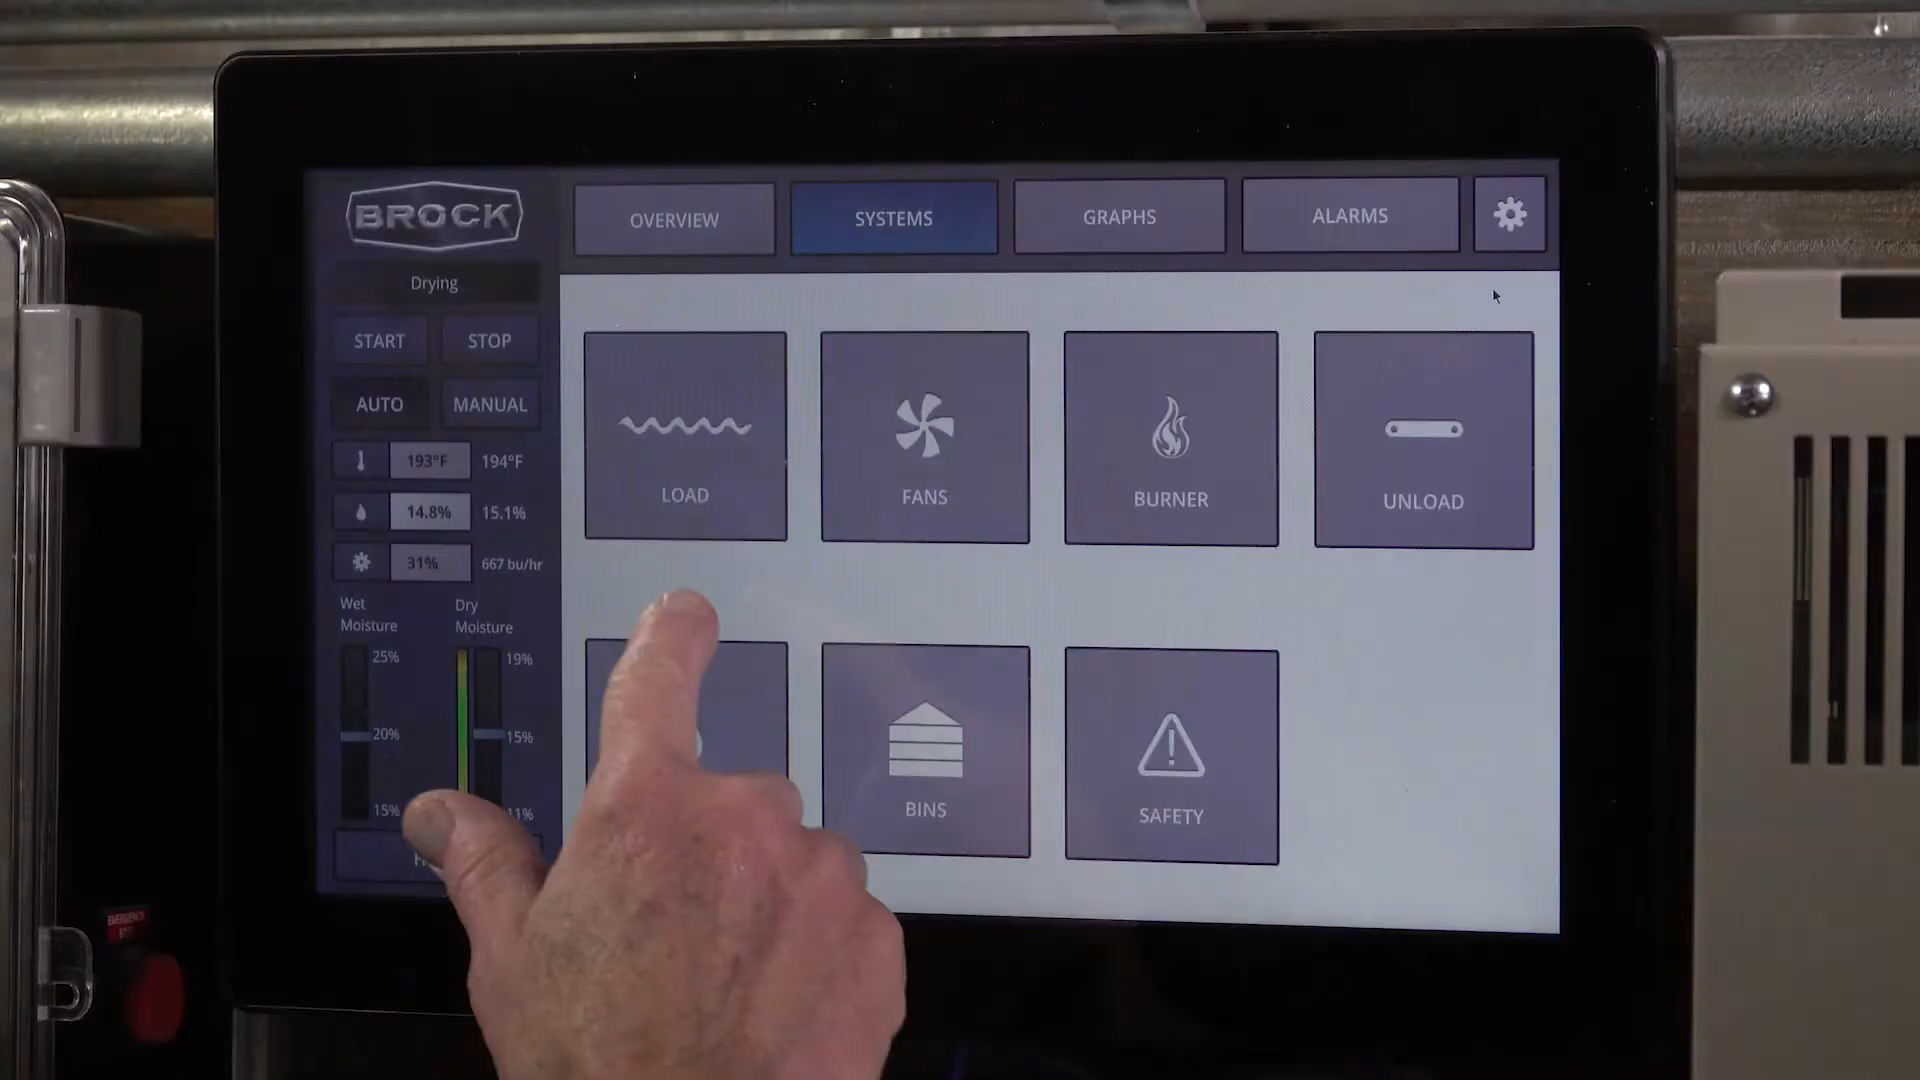 BROCK
OVERVIEW
SYSTEMS
GRAPHS
ALARMS
Drying
START
STOP
AUTO
MANUAL
193°F
194°F
14.8%
15.1%
31%
667 bu/hr
Wet
Moisture
Dry
Moisture
25%
19%
20%
15%
15%
11%
LOAD
FANS
BURNER
UNLOAD
BINS
SAFETY
EMERGENCY